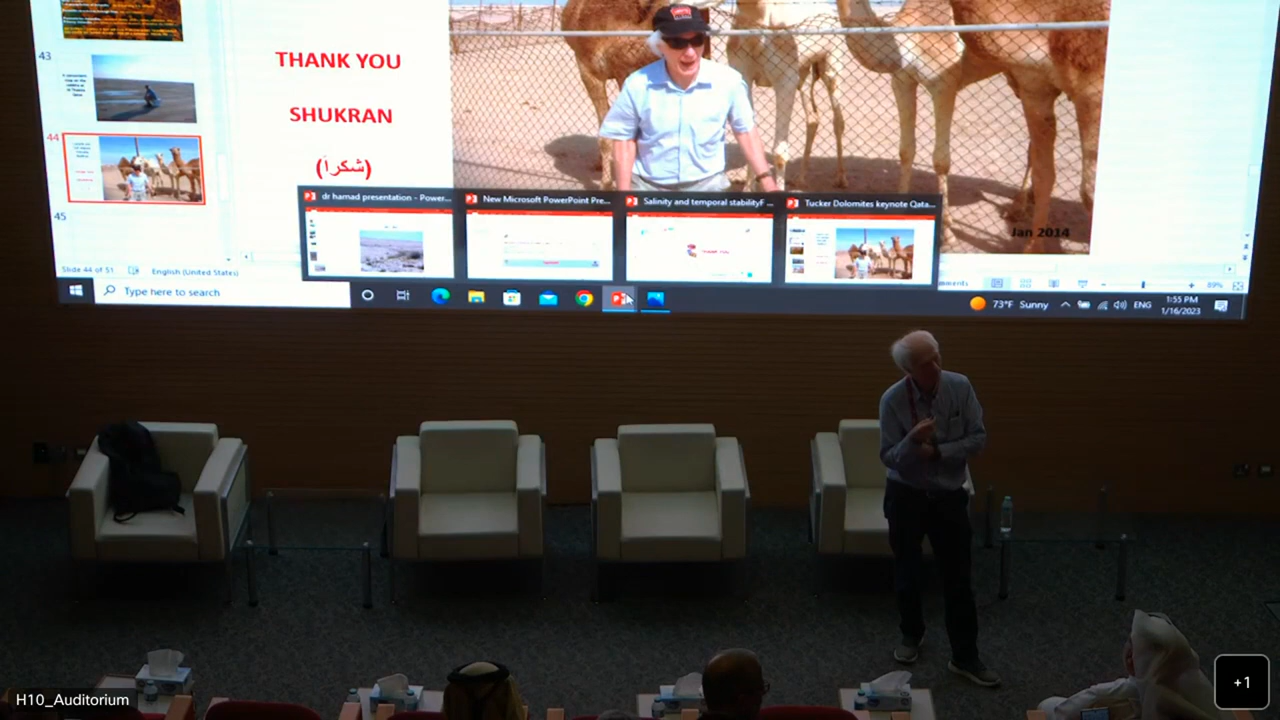 43
THANK YOU
SHUKRAN
(شكراً)
44
45
Jan 2014
dr hamad presentation - Power...
New Microsoft PowerPoint Pre...
Salinity and temporal stabilityF ...
Tucker Dolomites keynote Qata...
Slide 44 of 51
English (United States)
89%
Type here to search
73°F Sunny
ENG
1:55 PM
1/16/2023
H10_Auditorium
+1